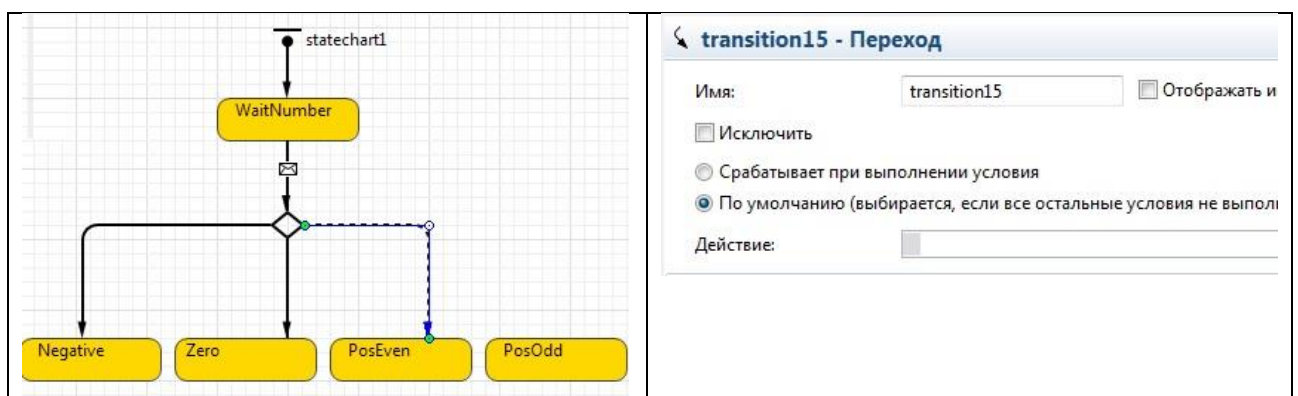 statechart1
WaitNumber
Negative
Zero
PosEven
PosOdd
transition15 - Переход
Имя:
transition15
Отображать и
Исключить
Срабатывает при выполнении условия
По умолчанию (выбирается, если все остальные условия не выпол
Действие: